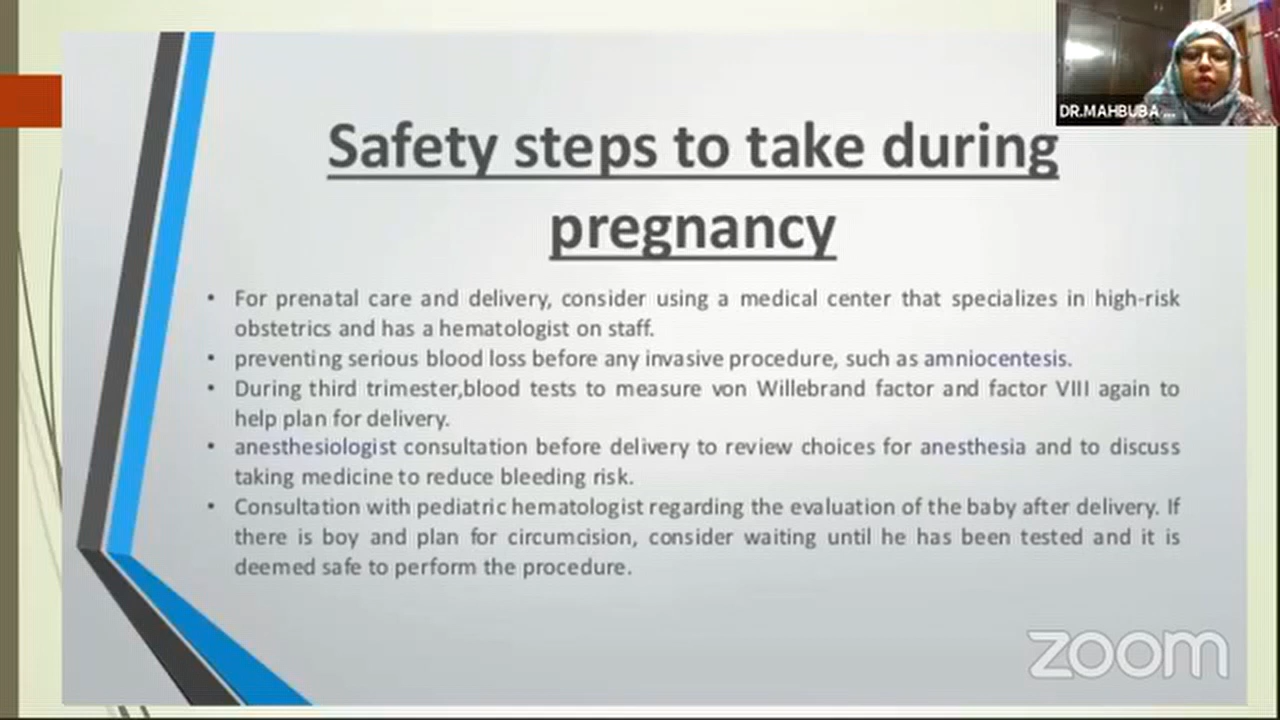 DR.MAHBUBA ...
Safety steps to take during
pregnancy
• For prenatal care and delivery, consider using a medical center that specializes in high-risk
obstetrics and has a hematologist on staff.
• preventing serious blood loss before any invasive procedure, such as amniocentesis.
• During third trimester,blood tests to measure von Willebrand factor and factor VIII again to
help plan for delivery.
• anesthesiologist consultation before delivery to review choices for anesthesia and to discuss
taking medicine to reduce bleeding risk.
• Consultation with pediatric hematologist regarding the evaluation of the baby after delivery. If
there is boy and plan for circumcision, consider waiting until he has been tested and it is
deemed safe to perform the procedure.
zoom